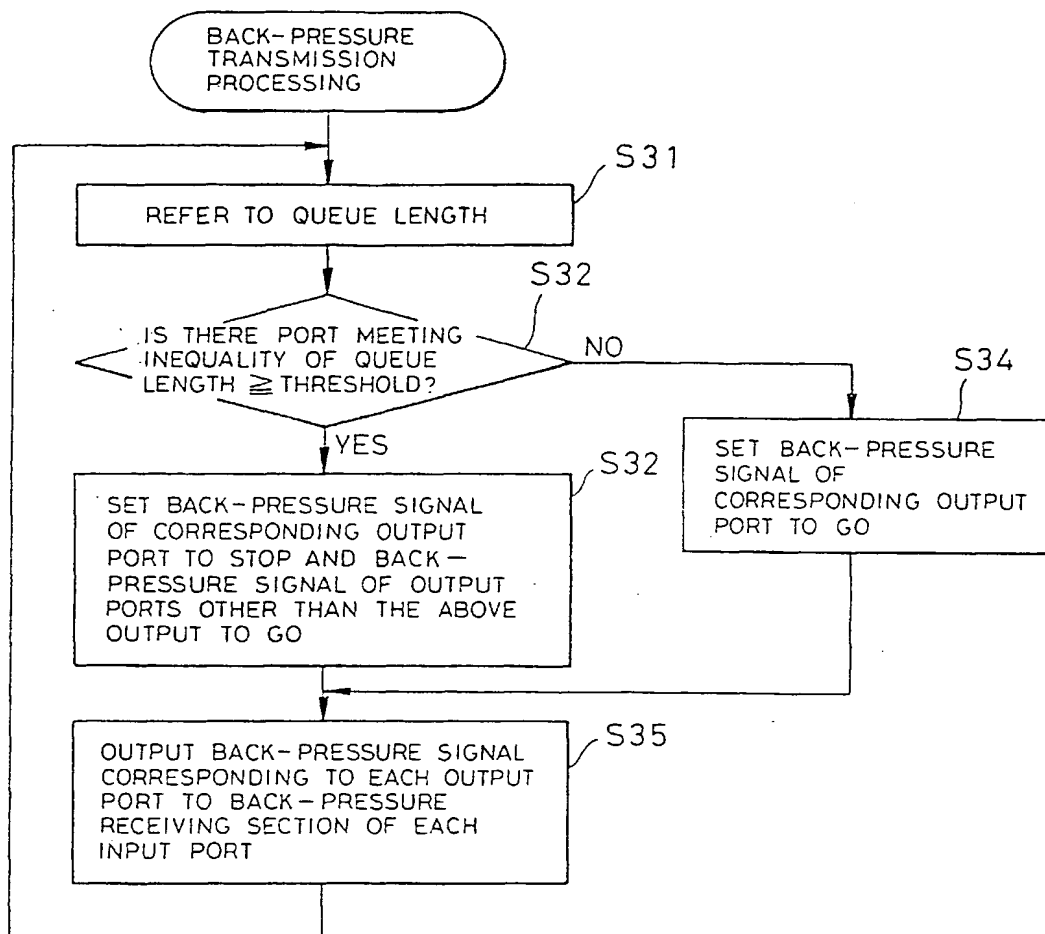 BACK-PRESSURE
TRANSMISSION
PROCESSING
S31
REFER TO QUEUE LENGTH
S32
IS THERE PORT MEETING
INEQUALITY OF QUEUE
LENGTH ≧ THRESHOLD?
NO
YES
S34
SET BACK-PRESSURE
SIGNAL OF
CORRESPONDING OUTPUT
PORT TO GO
S32
SET BACK-PRESSURE SIGNAL
OF CORRESPONDING OUTPUT
PORT TO STOP AND BACK-
PRESSURE SIGNAL OF OUTPUT
PORTS OTHER THAN THE ABOVE
OUTPUT TO GO
S35
OUTPUT BACK-PRESSURE SIGNAL
CORRESPONDING TO EACH OUTPUT
PORT TO BACK-PRESSURE
RECEIVING SECTION OF EACH
INPUT PORT